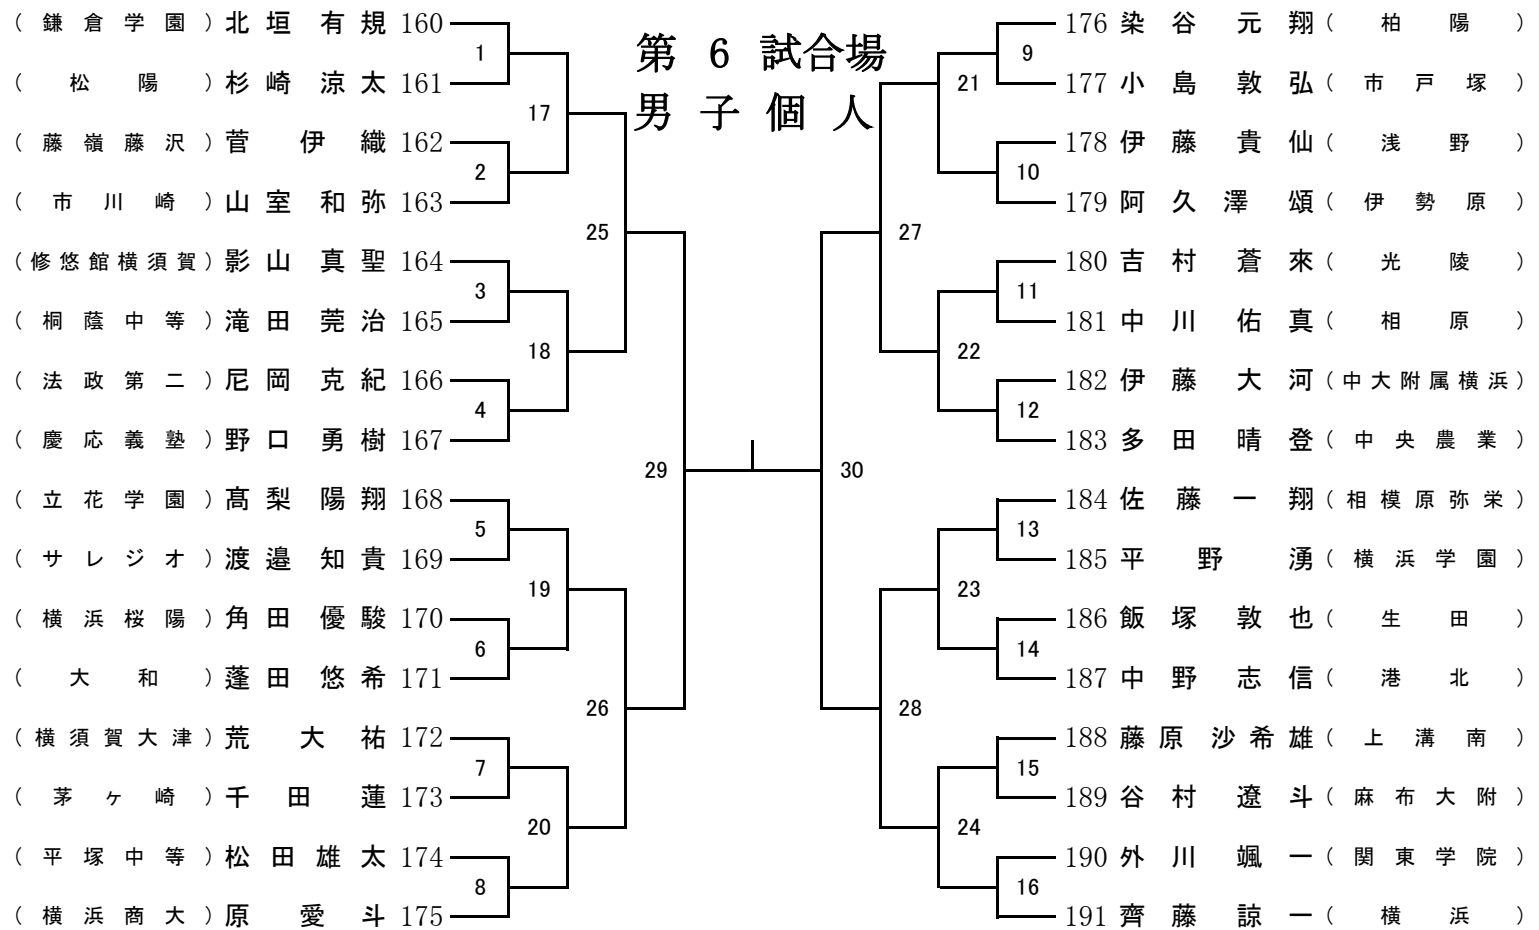 第6試合場
男子個人
(鎌倉学園) 北垣有規 160
(松陽) 杉崎涼太 161
(藤嶺藤沢) 菅伊織 162
(市川崎) 山室和弥 163
(修悠館横須賀) 影山真聖 164
(桐蔭中等) 滝田莞治 165
(法政第二) 尼岡克紀 166
(慶応義塾) 野口勇樹 167
(立花学園) 髙梨陽翔 168
(サレジオ) 渡邉知貴 169
(横浜桜陽) 角田優駿 170
(大和) 蓬田悠希 171
(横須賀大津) 荒大祐 172
(茅ヶ崎) 千田蓮 173
(平塚中等) 松田雄太 174
(横浜商大) 原愛斗 175
1
2
3
4
5
6
7
8
17
18
19
20
25
26
29
30
27
28
21
22
23
24
9
10
11
12
13
14
15
16
176 染谷元翔 (柏陽)
177 小島敦弘 (市戸塚)
178 伊藤貴仙 (浅野)
179 阿久澤頌 (伊勢原)
180 吉村蒼來 (光陵)
181 中川佑真 (相原)
182 伊藤大河 (中大附属横浜)
183 多田晴登 (中央農業)
184 佐藤一翔 (相模原弥栄)
185 平野湧 (横浜学園)
186 飯塚敦也 (生田)
187 中野志信 (港北)
188 藤原沙希雄 (上溝南)
189 谷村遼斗 (麻布大附)
190 外川颯一 (関東学院)
191 齊藤諒一 (横浜)